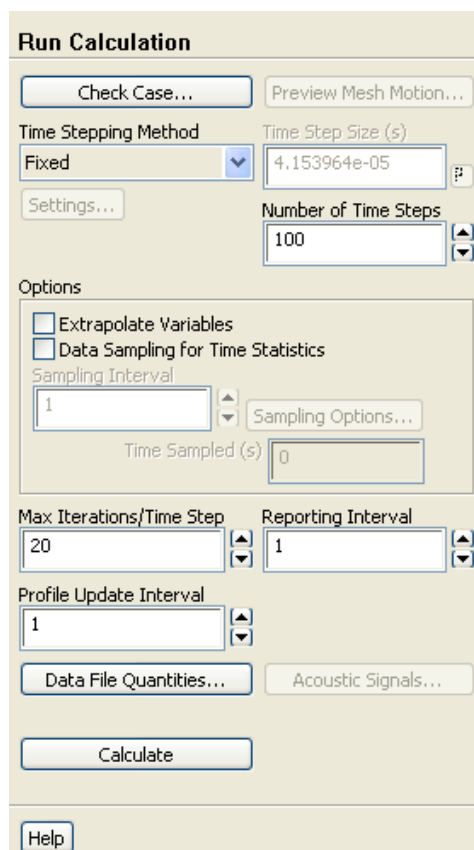 Run Calculation
Check Case... Preview Mesh Motion...
Time Stepping Method Time Step Size (s)
Fixed 4.153964e-05
Settings... Number of Time Steps
100
Options
Extrapolate Variables
Data Sampling for Time Statistics
Sampling Interval
1 Sampling Options...
Time Sampled (s) 0
Max Iterations/Time Step Reporting Interval
20 1
Profile Update Interval
1
Data File Quantities... Acoustic Signals...
Calculate
Help